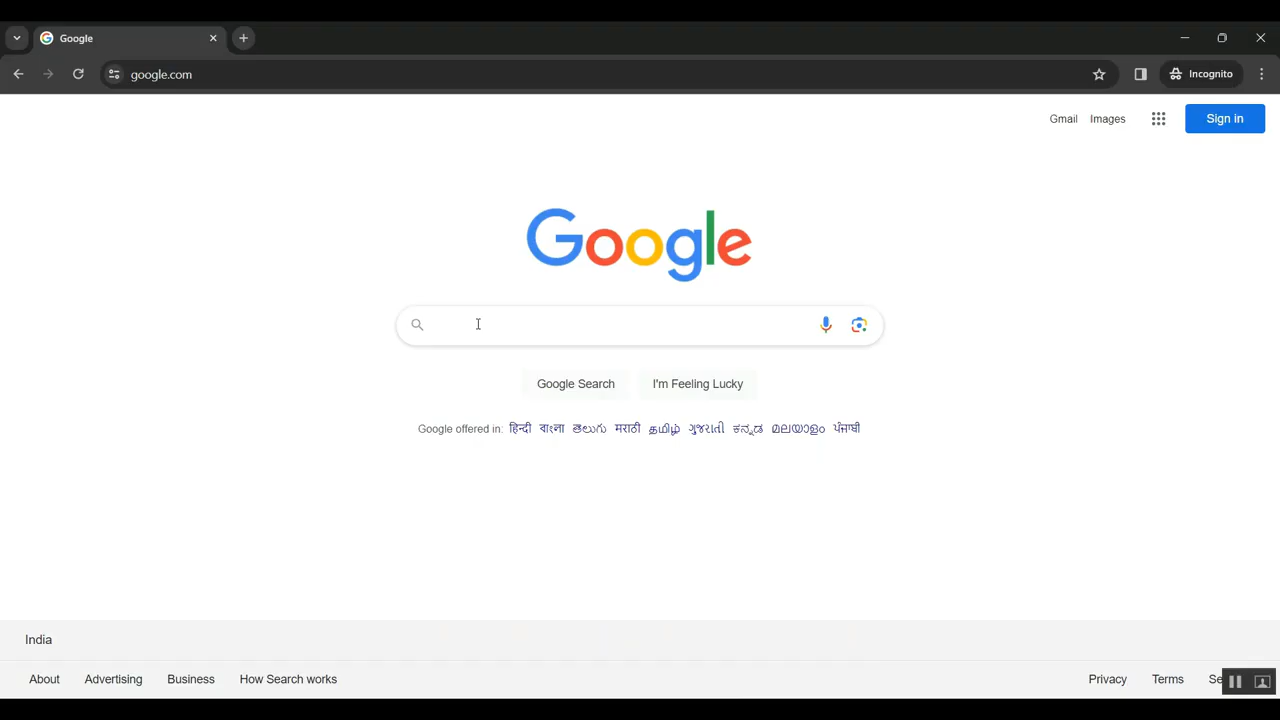 Google
google.com
Incognito
Gmail Images
Sign in
Google
Google Search I'm Feeling Lucky
Google offered in: हिन्दी বাংলা తెలుగు मराठी தமிழ் ગુજરાતી ಕನ್ನಡ മലയാളം ਪੰਜਾਬੀ
India
About Advertising Business How Search works Privacy Terms